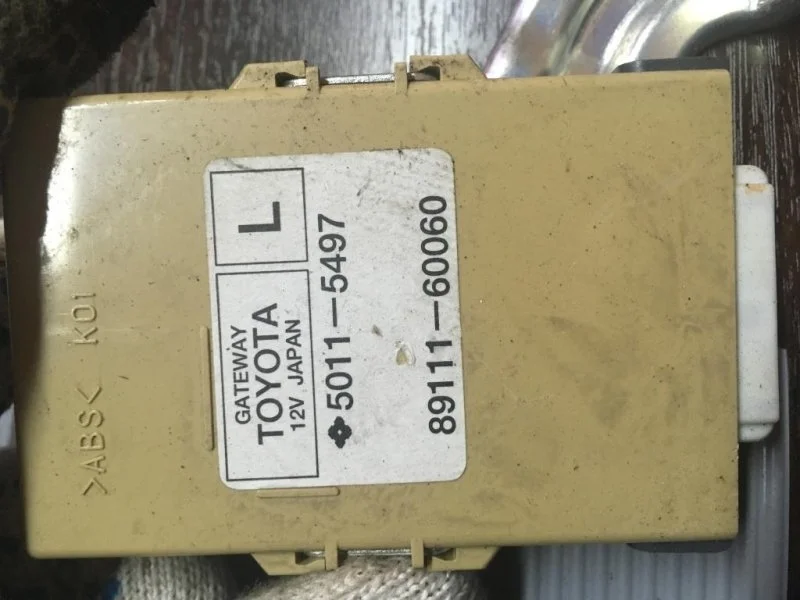 GATEWAY
TOYOTA
12V JAPAN
L
5011-5497
89111-60060
>ABS< K01